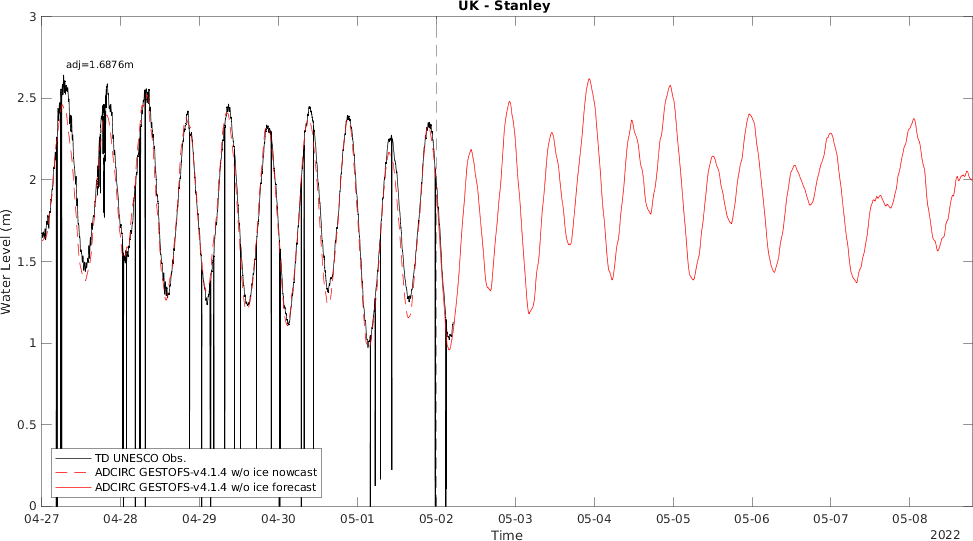 UK - Stanley
adj=1.6876m
Water Level (m)
3
2.5
2
1.5
1
0.5
0
TD UNESCO Obs.
ADCIRC GESTOFS-v4.1.4 w/o ice nowcast
ADCIRC GESTOFS-v4.1.4 w/o ice forecast
04-27 04-28 04-29 04-30 05-01 05-02 05-03 05-04 05-05 05-06 05-07 05-08
Time
2022